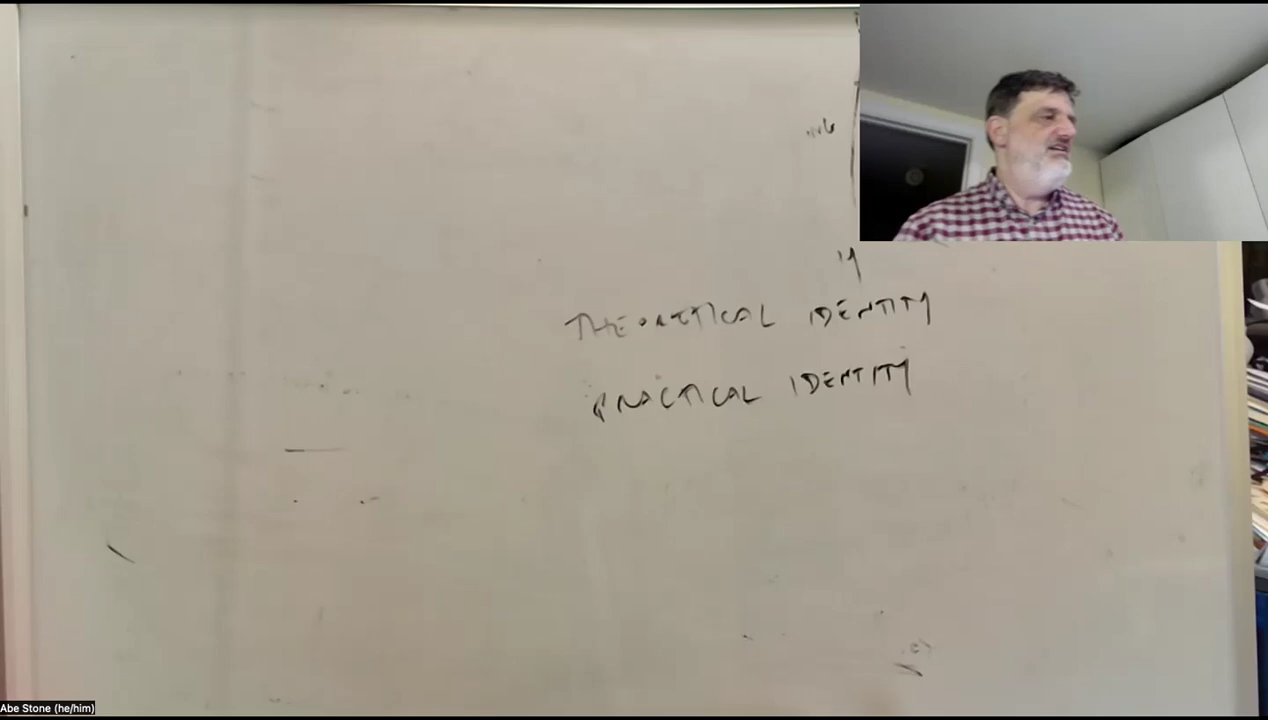 THEORETICAL IDENTITY
PRACTICAL IDENTITY
Abe Stone (he/him)